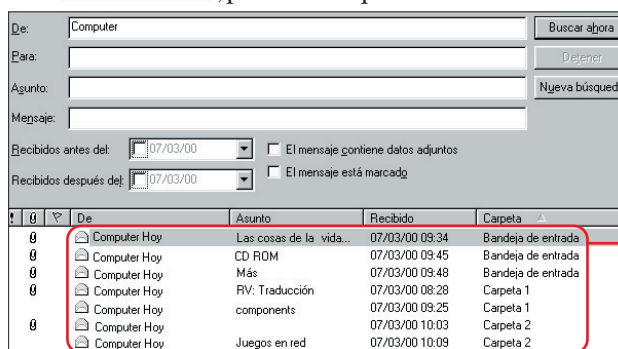 De: Computer Buscar ahora
Para: Detener
Asunto: Nueva búsqued
Mensaje:
Recibidos antes del: 07/03/00 El mensaje contiene datos adjuntos
Recibidos después del: 07/03/00 El mensaje está marcado
! De Asunto Recibido Carpeta
Computer Hoy Las cosas de la vida... 07/03/00 09:34 Bandeja de entrada
Computer Hoy CD ROM 07/03/00 09:45 Bandeja de entrada
Computer Hoy Más 07/03/00 09:48 Bandeja de entrada
Computer Hoy RV: Traducción 07/03/00 08:28 Carpeta 1
Computer Hoy components 07/03/00 09:25 Carpeta 1
Computer Hoy 07/03/00 10:03 Carpeta 2
Computer Hoy Juegos en red 07/03/00 10:09 Carpeta 2